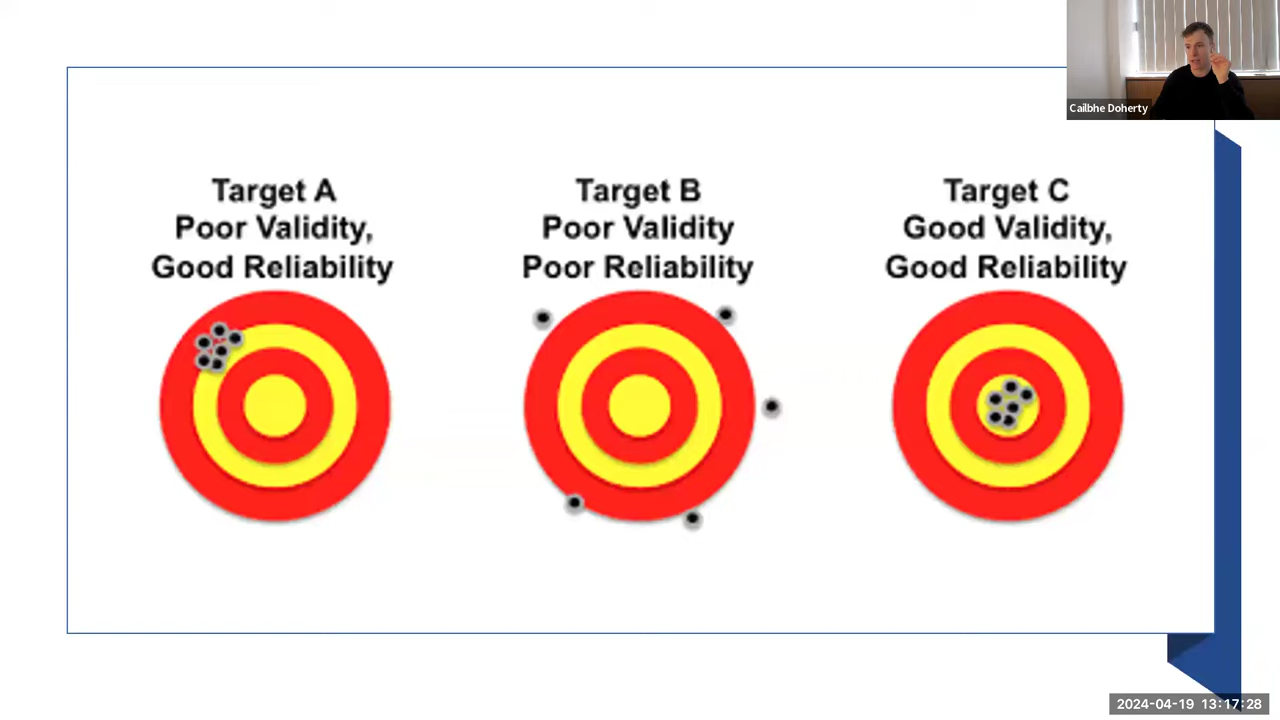 Cailbhe Doherty
Target A
Poor Validity,
Good Reliability
Target B
Poor Validity
Poor Reliability
Target C
Good Validity,
Good Reliability
2024-04-19 13:17:28